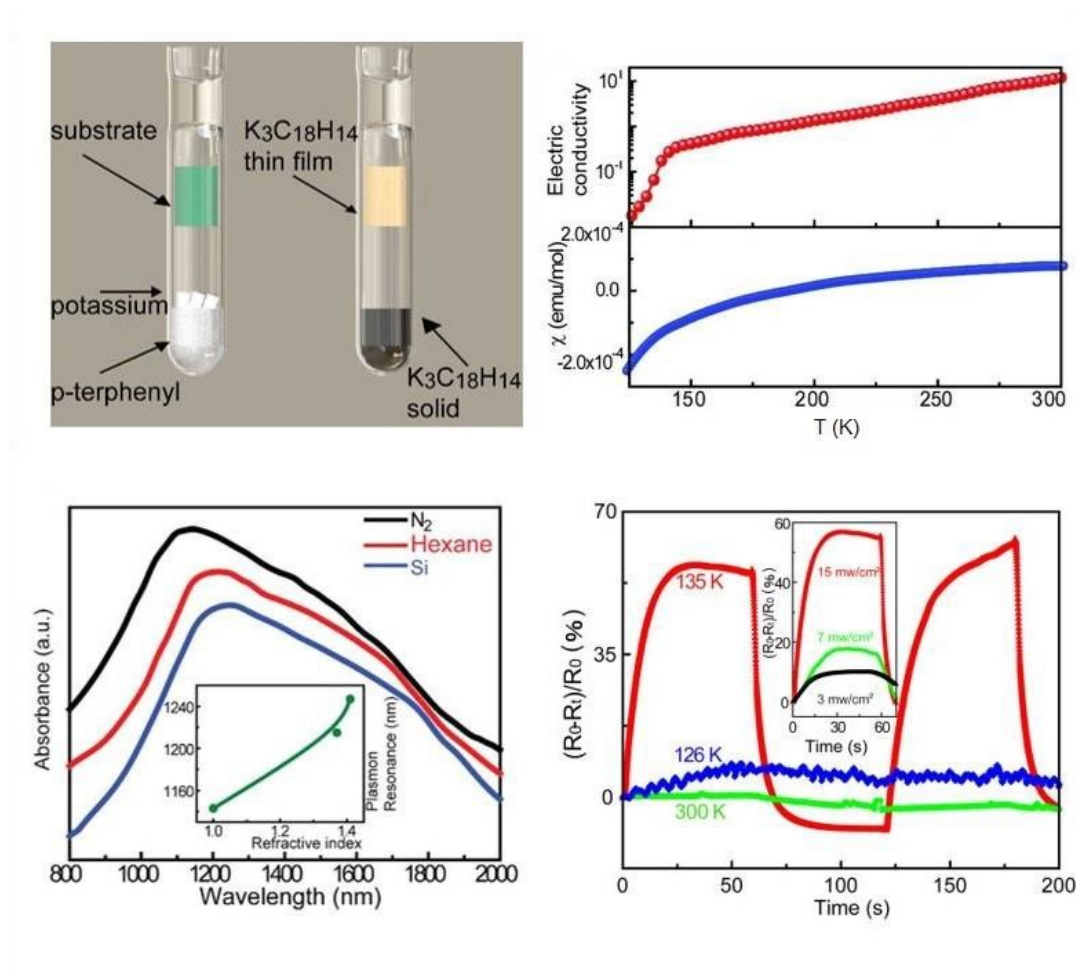 substrate
potassium
p-terphenyl
K3C18H14
thin film
K3C18H14
solid
Electric
conductivity
10¹
10⁻¹
2.0x10⁻⁴
0.0
-2.0x10⁻⁴
χ (emu/mol)
150 200 250 300
T (K)
Absorbance (a.u.)
N2
Hexane
Si
1240
1200
1160
Plasmon
Resonance (nm)
1.0 1.2 1.4
Refractive index
800 1000 1200 1400 1600 1800 2000
Wavelength (nm)
(R0-RI)/R0 (%)
70
35
0
135 K
126 K
300 K
(R0-RI)/R0 (%)
60
40
20
0
15 mw/cm²
7 mw/cm²
3 mw/cm²
0 30 60
Time (s)
0 50 100 150 200
Time (s)